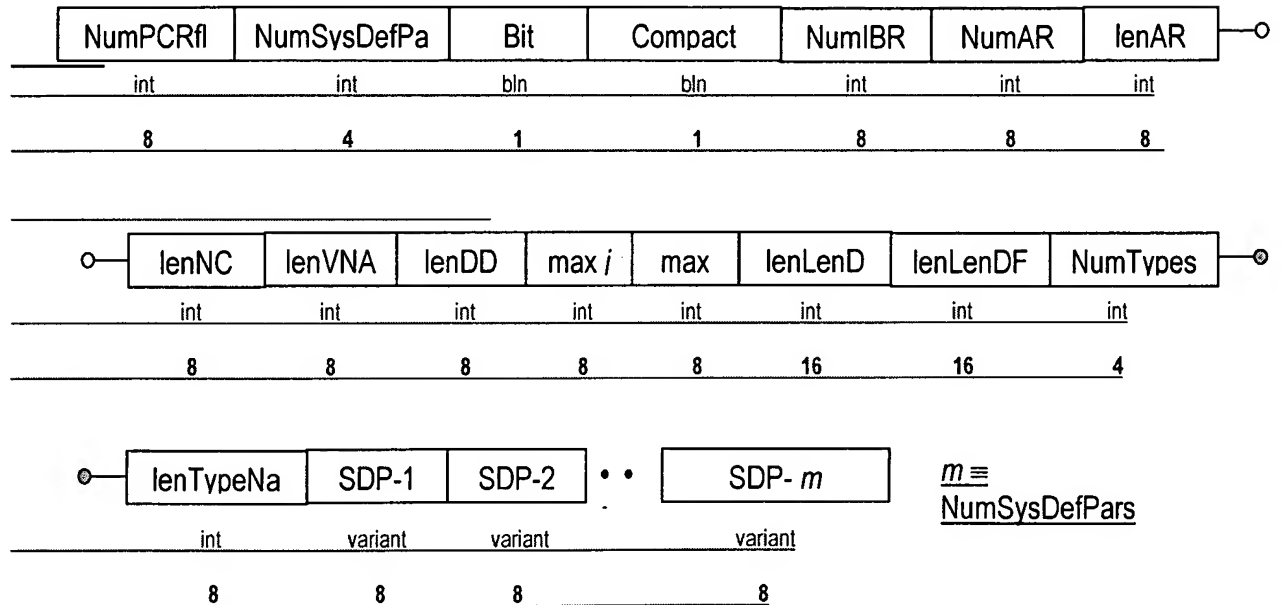 NumPCRfl NumSysDefPa Bit Compact NumIBR NumAR lenAR
int int bln bln int int int
8 4 1 1 8 8 8
lenNC lenVNA lenDD max i max lenLenD lenLenDF NumTypes
int int int int int int int int
8 8 8 8 8 16 16 4
lenTypeNa SDP-1 SDP-2 • • SDP- m m ≡
NumSysDefPars
int variant variant variant
8 8 8 8